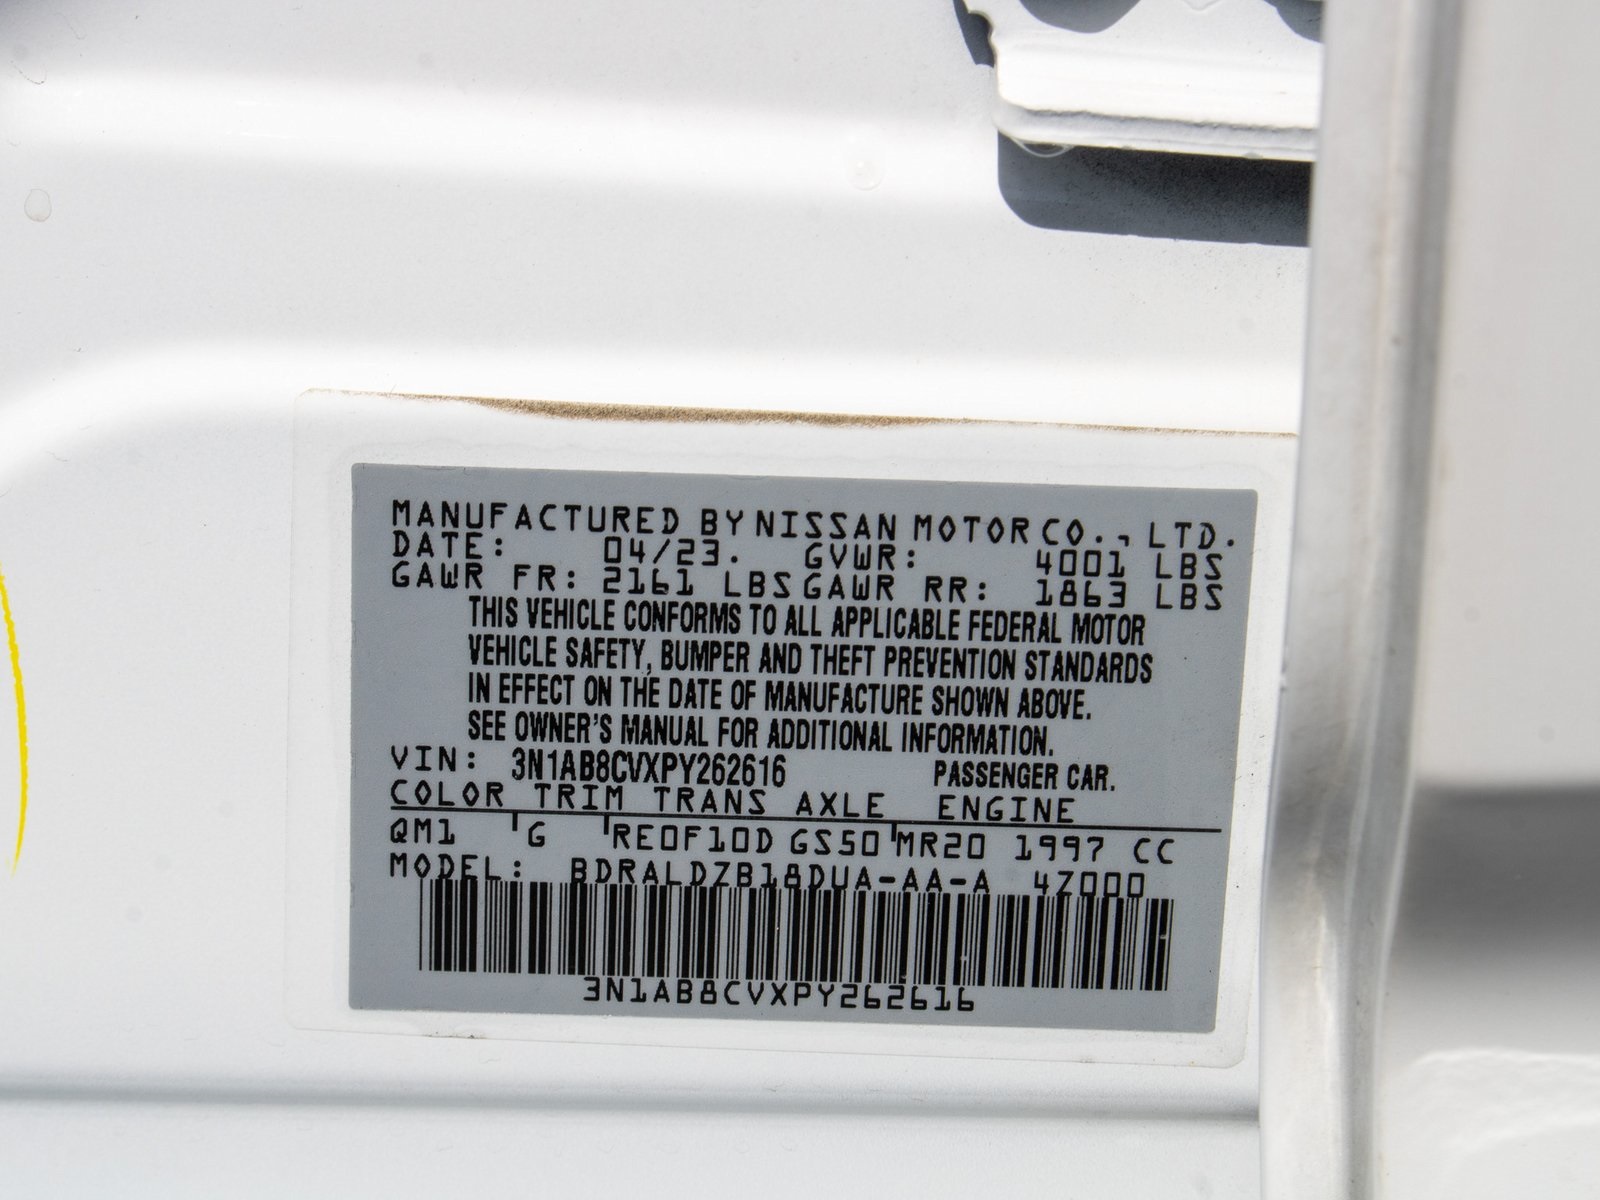 MANUFACTURED BY NISSAN MOTOR CO., LTD.
DATE: 04/23. GVWR: 4001 LBS
GAWR FR: 2161 LBS GAWR RR: 1863 LBS
THIS VEHICLE CONFORMS TO ALL APPLICABLE FEDERAL MOTOR
VEHICLE SAFETY, BUMPER AND THEFT PREVENTION STANDARDS
IN EFFECT ON THE DATE OF MANUFACTURE SHOWN ABOVE.
SEE OWNER'S MANUAL FOR ADDITIONAL INFORMATION.
VIN: 3N1AB8CVXPY262616 PASSENGER CAR.
COLOR TRIM TRANS AXLE ENGINE
QM1 G RE0F10D GS50 MR20 1997 CC
MODEL: BDRALDZB18DUA-AA-A 4Z000
3N1AB8CVXPY262616